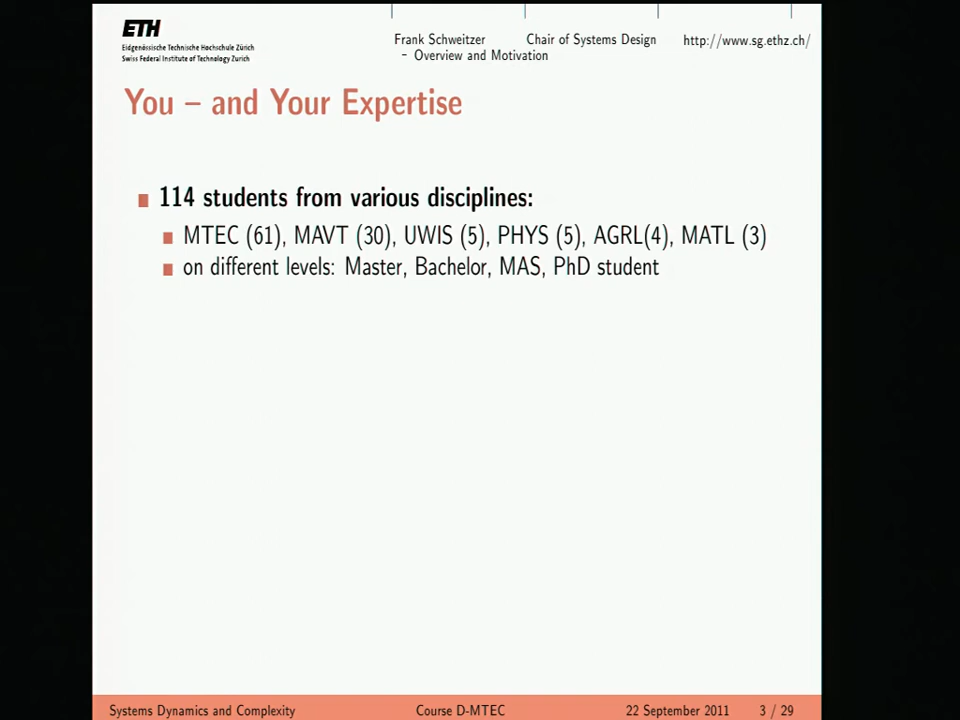 ETH
Eidgenössische Technische Hochschule Zürich
Swiss Federal Institute of Technology Zurich
Frank Schweitzer Chair of Systems Design http://www.sg.ethz.ch/
– Overview and Motivation
You – and Your Expertise
114 students from various disciplines:
MTEC (61), MAVT (30), UWIS (5), PHYS (5), AGRL(4), MATL (3)
on different levels: Master, Bachelor, MAS, PhD student
Systems Dynamics and Complexity Course D-MTEC 22 September 2011 3 / 29